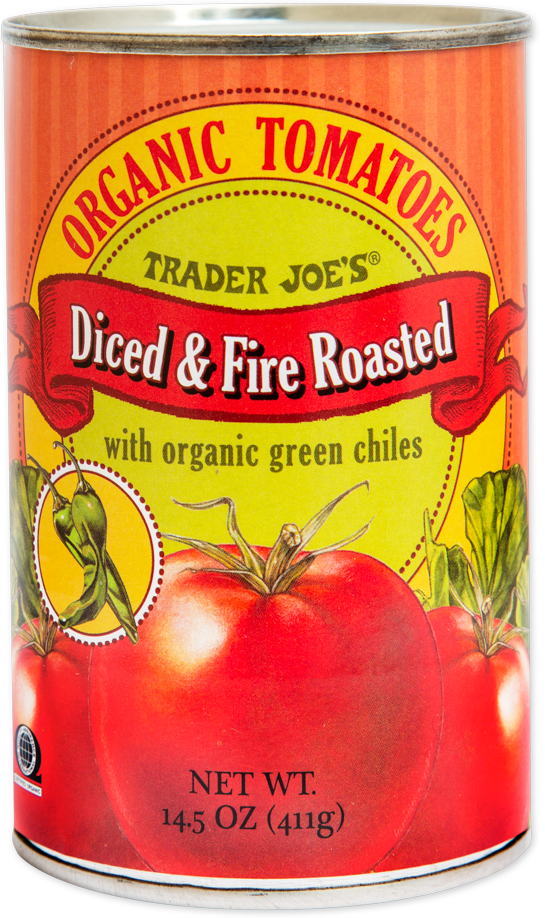 ORGANIC TOMATOES
TRADER JOE'S®
Diced & Fire Roasted
with organic green chiles
NET WT.
14.5 OZ (411g)